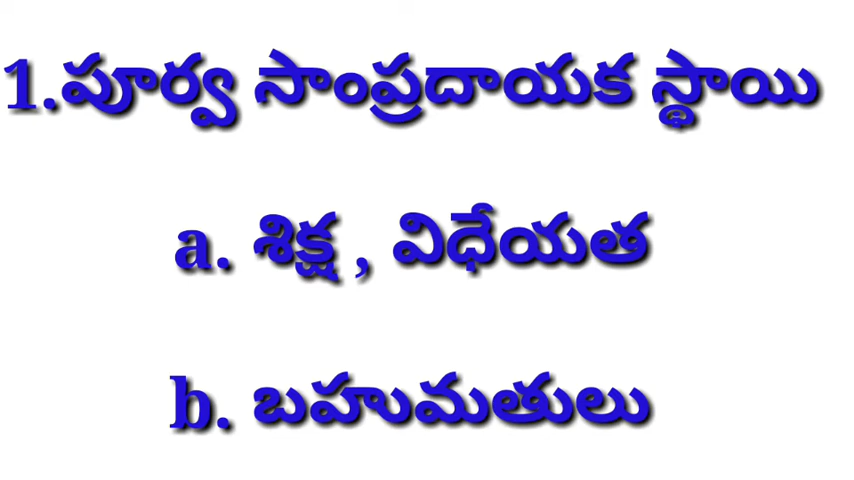 1.పూర్వ సాంప్రదాయక స్థాయి
a. శిక్ష , విధేయత
b. బహుమతులు